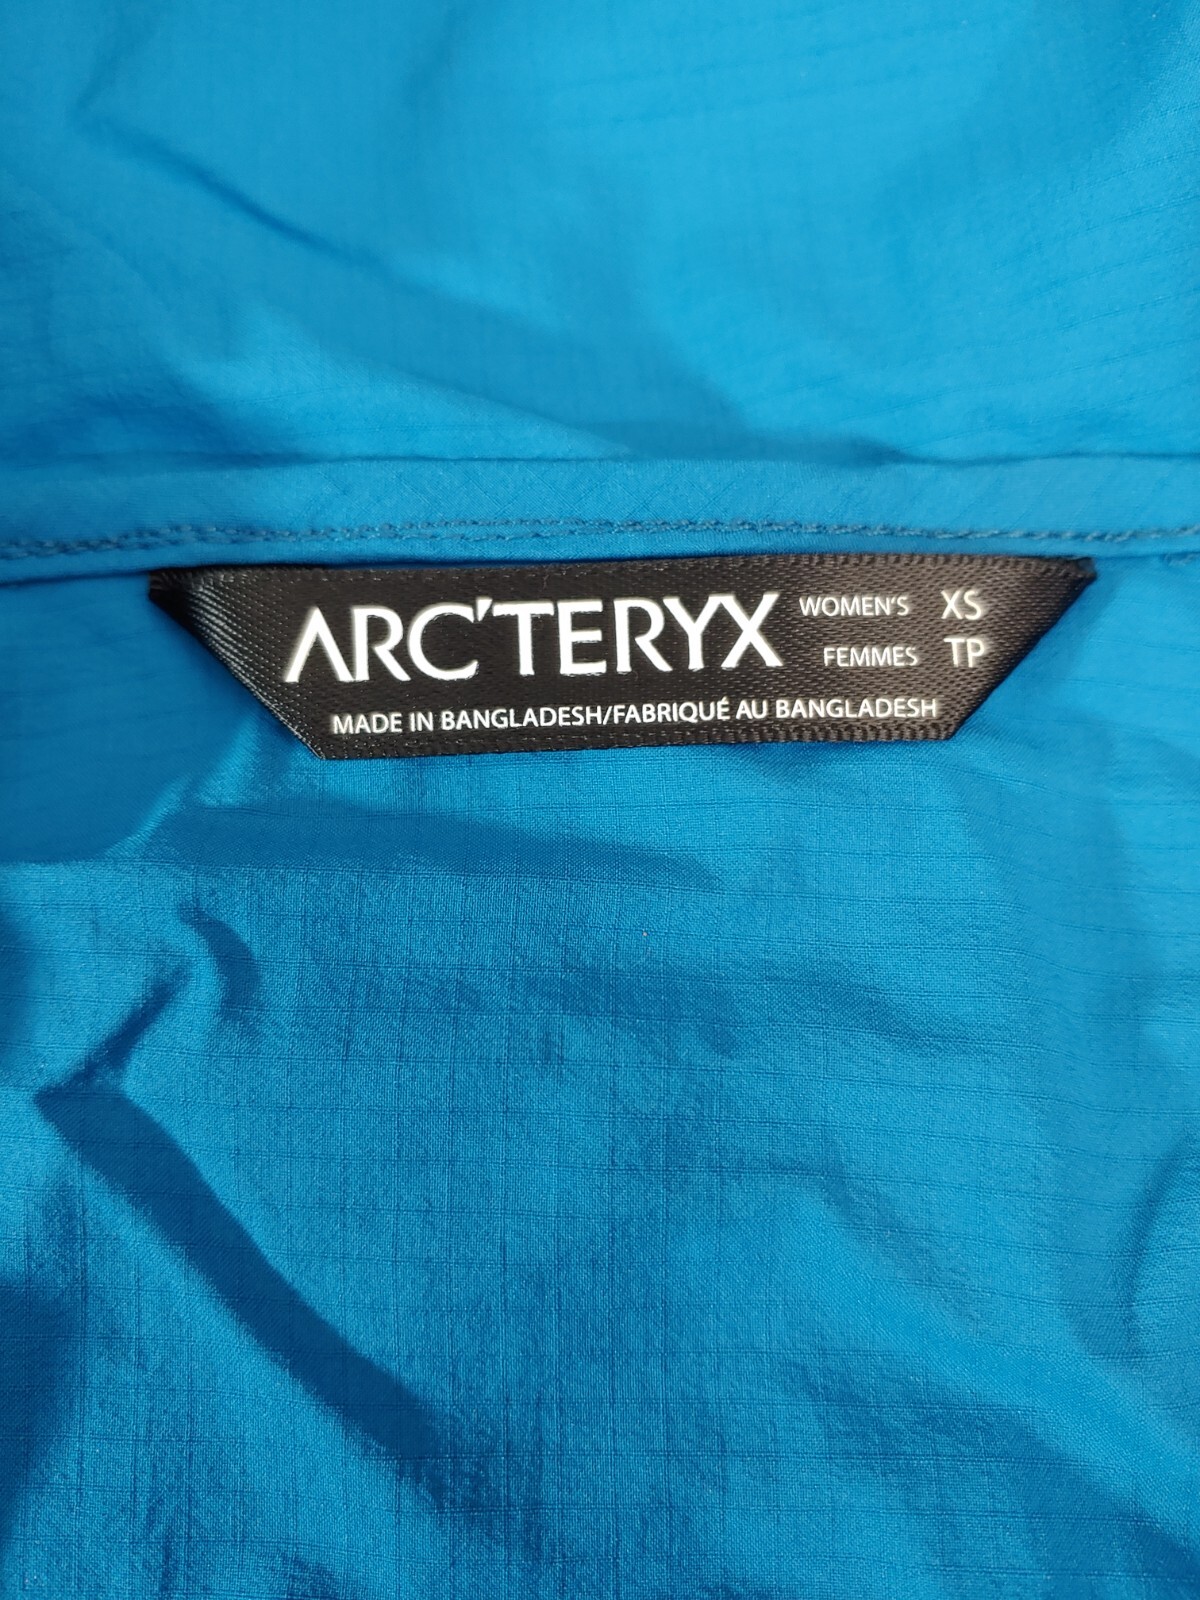 ARC'TERYX WOMEN'S XS
FEMMES TP
MADE IN BANGLADESH/FABRIQUÉ AU BANGLADESH